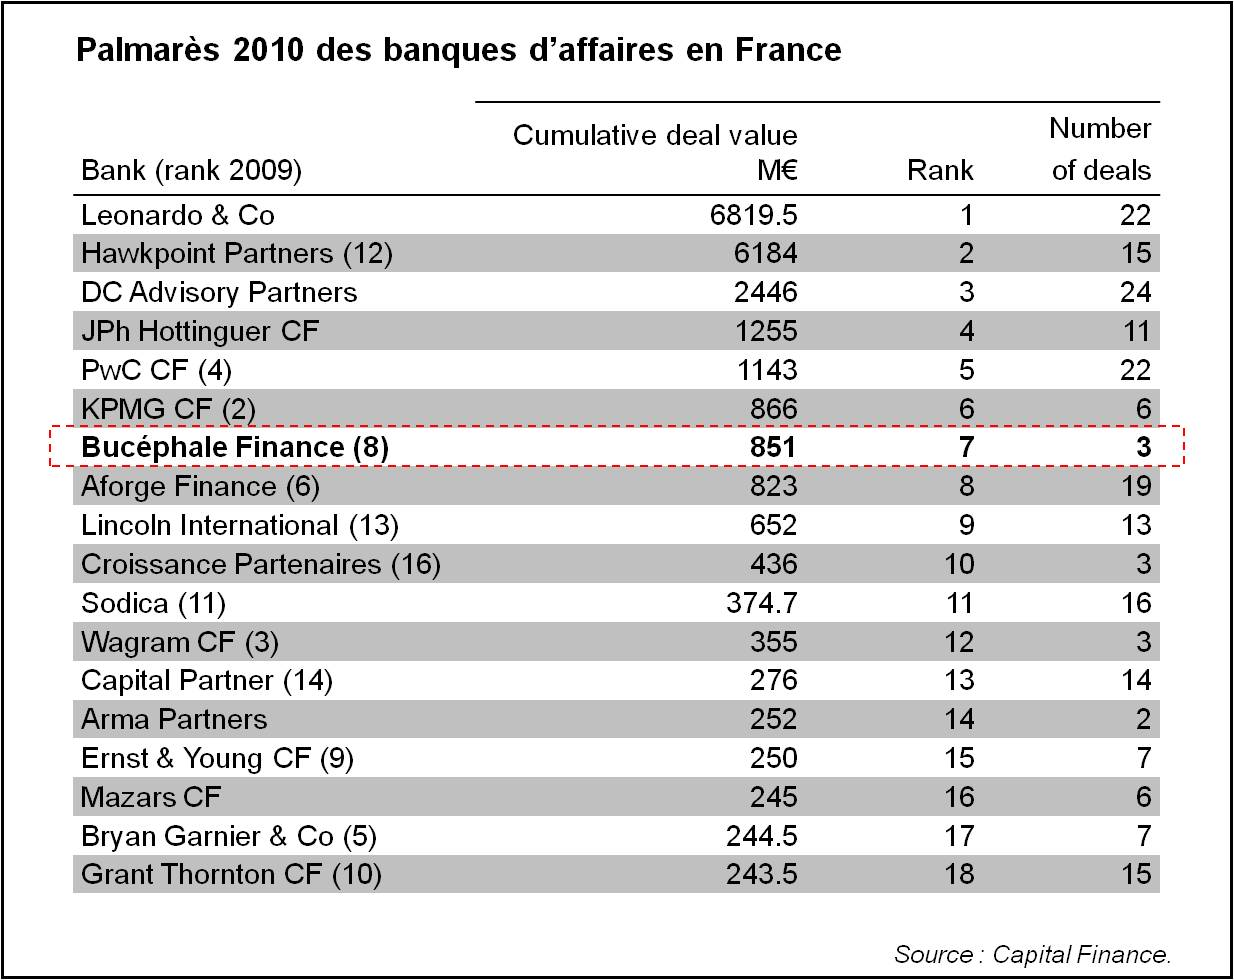 Palmarès 2010 des banques d’affaires en France
Bank (rank 2009) Cumulative deal value M€ Rank Number of deals
Leonardo & Co 6819.5 1 22
Hawkpoint Partners (12) 6184 2 15
DC Advisory Partners 2446 3 24
JPh Hottinguer CF 1255 4 11
PwC CF (4) 1143 5 22
KPMG CF (2) 866 6 6
Bucéphale Finance (8) 851 7 3
Aforge Finance (6) 823 8 19
Lincoln International (13) 652 9 13
Croissance Partenaires (16) 436 10 3
Sodica (11) 374.7 11 16
Wagram CF (3) 355 12 3
Capital Partner (14) 276 13 14
Arma Partners 252 14 2
Ernst & Young CF (9) 250 15 7
Mazars CF 245 16 6
Bryan Garnier & Co (5) 244.5 17 7
Grant Thornton CF (10) 243.5 18 15
Source : Capital Finance.